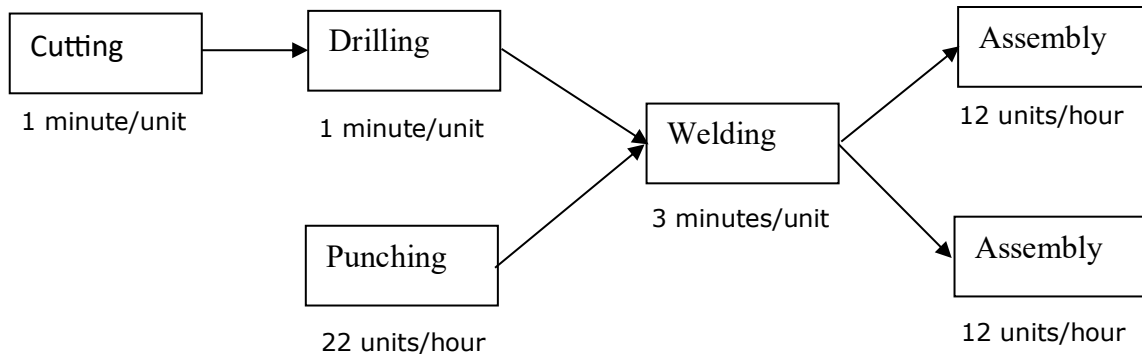 Cutting
1 minute/unit
Drilling
1 minute/unit
Punching
22 units/hour
Welding
3 minutes/unit
Assembly
12 units/hour
Assembly
12 units/hour